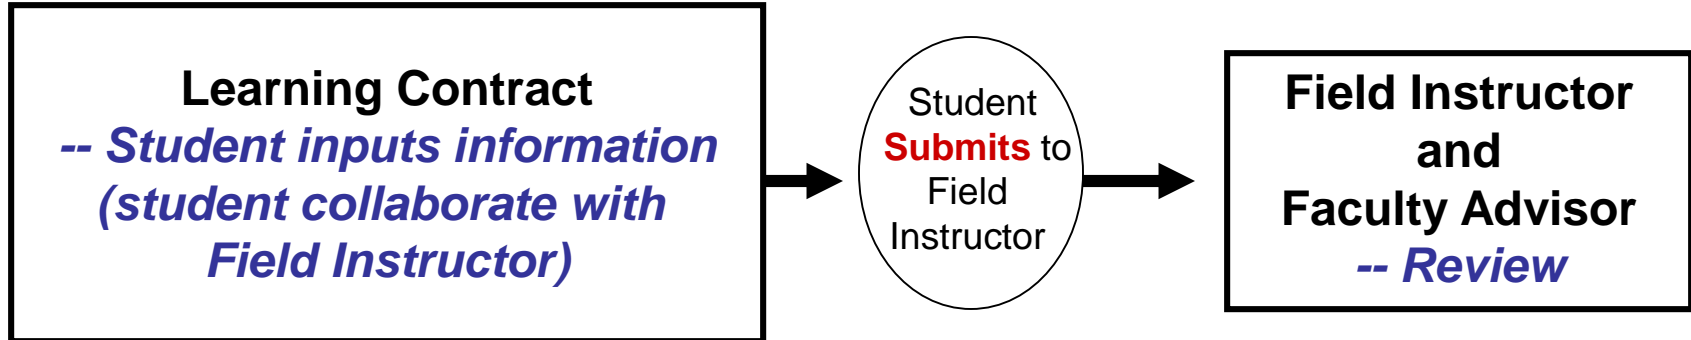 Learning Contract
-- Student inputs information
(student collaborate with
Field Instructor)
Student
Submits to
Field
Instructor
Field Instructor
and
Faculty Advisor
-- Review